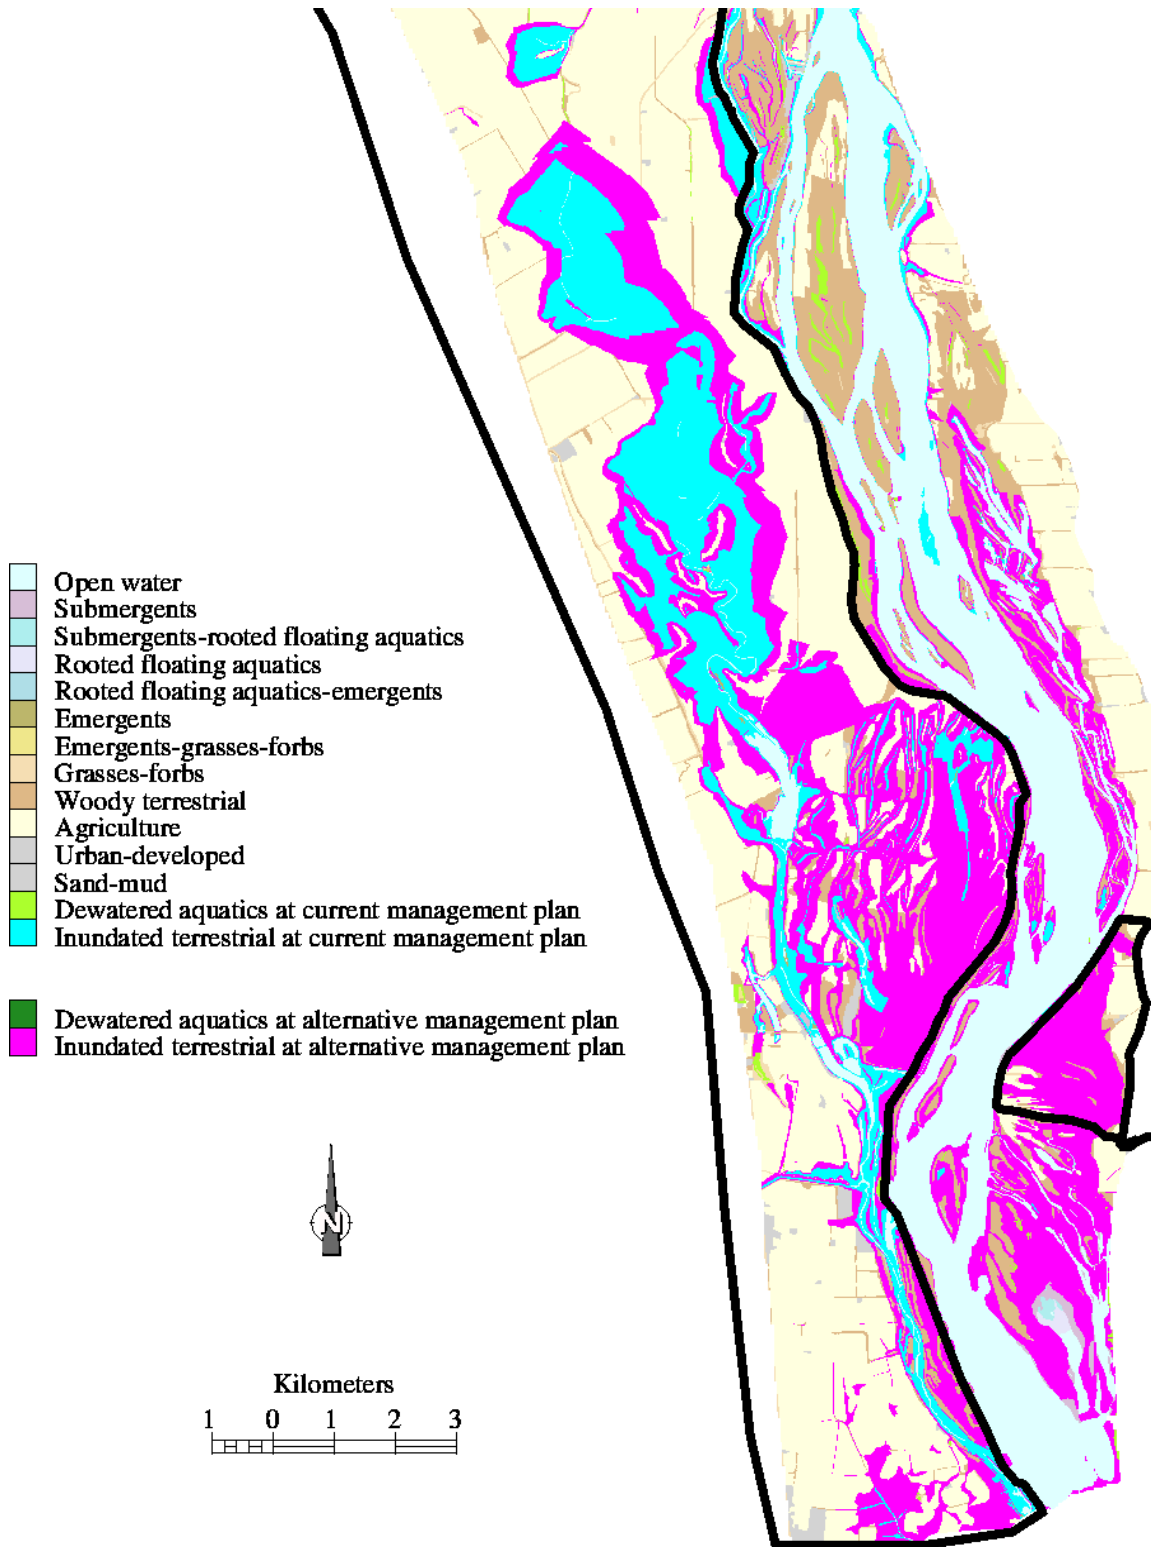 Open water
Submergents
Submergents-rooted floating aquatics
Rooted floating aquatics
Rooted floating aquatics-emergents
Emergents
Emergents-grasses-forbs
Grasses-forbs
Woody terrestrial
Agriculture
Urban-developed
Sand-mud
Dewatered aquatics at current management plan
Inundated terrestrial at current management plan
Dewatered aquatics at alternative management plan
Inundated terrestrial at alternative management plan
N
Kilometers
1 0 1 2 3